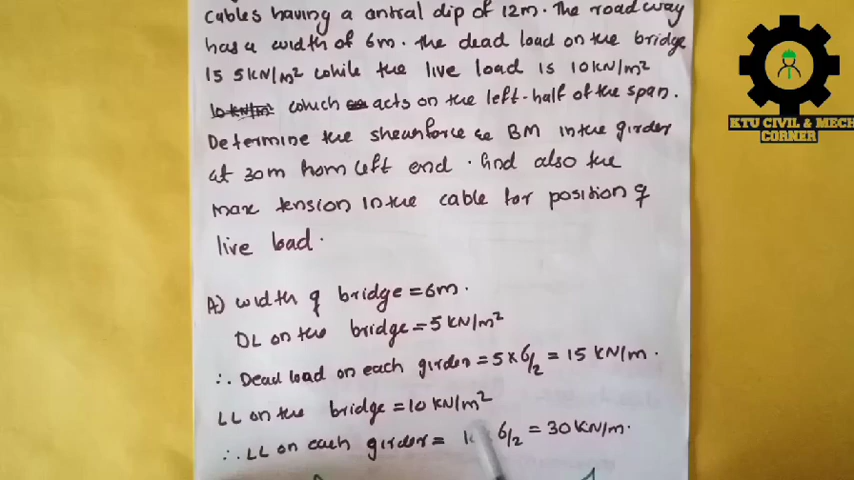 cables having a central dip of 12m. The road way
has a width of 6m. The dead load on the bridge
is 5kN/m² while the live load is 10kN/m²
10kN/m² which acts on the left-half of the span.
Determine the shearforce & BM in the girder
at 30m from left end. find also the
max tension in the cable for position of
live load.
A) width of bridge = 6m.
DL on the bridge = 5 kN/m²
∴ Dead load on each girder = 5×6/2 = 15 kN/m.
LL on the bridge = 10 kN/m²
∴ LL on each girder = 6/2 = 30 kN/m.
KTU CIVIL & MECH
CORNER